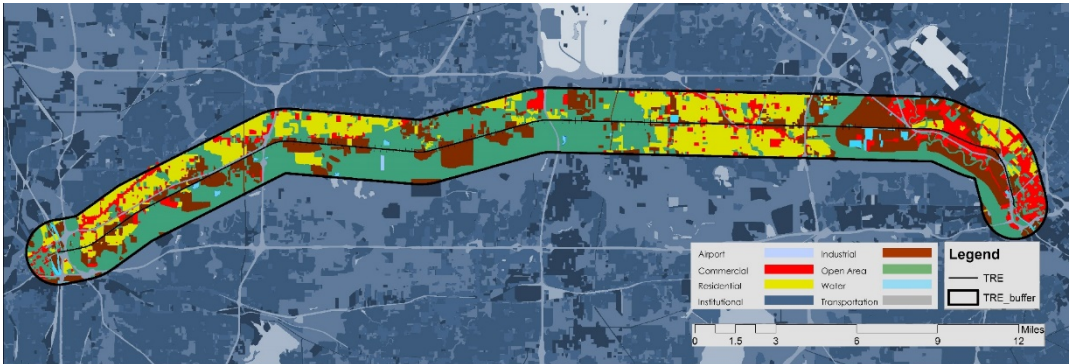 Airport
Commercial
Residential
Institutional
Industrial
Open Area
Water
Transportation
Legend
TRE
TRE_buffer
Miles
0 1.5 3 6 9 12